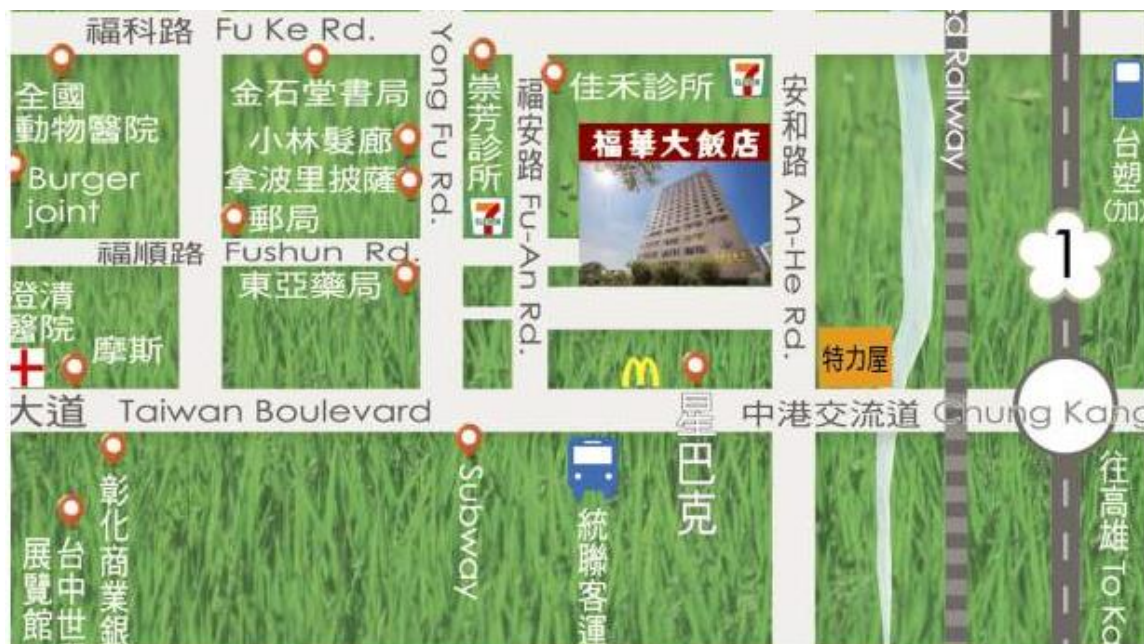 福科路 Fu Ke Rd.
Yong Fu Rd.
全國
動物醫院
Burger
joint
金石堂書局
小林髮廊
拿波里披薩
郵局
崇芳診所
福安路 Fu-An Rd.
佳禾診所
福華大飯店
安和路 An-He Rd.
Railway
台塑
(加)
1
福順路 Fushun Rd.
澄清
醫院
摩斯
東亞藥局
特力屋
大道 Taiwan Boulevard
星巴克
中港交流道 Chung Kang
彰化商業銀
台中世
展覽館
Subway
統聯客運
往高雄 To Ka